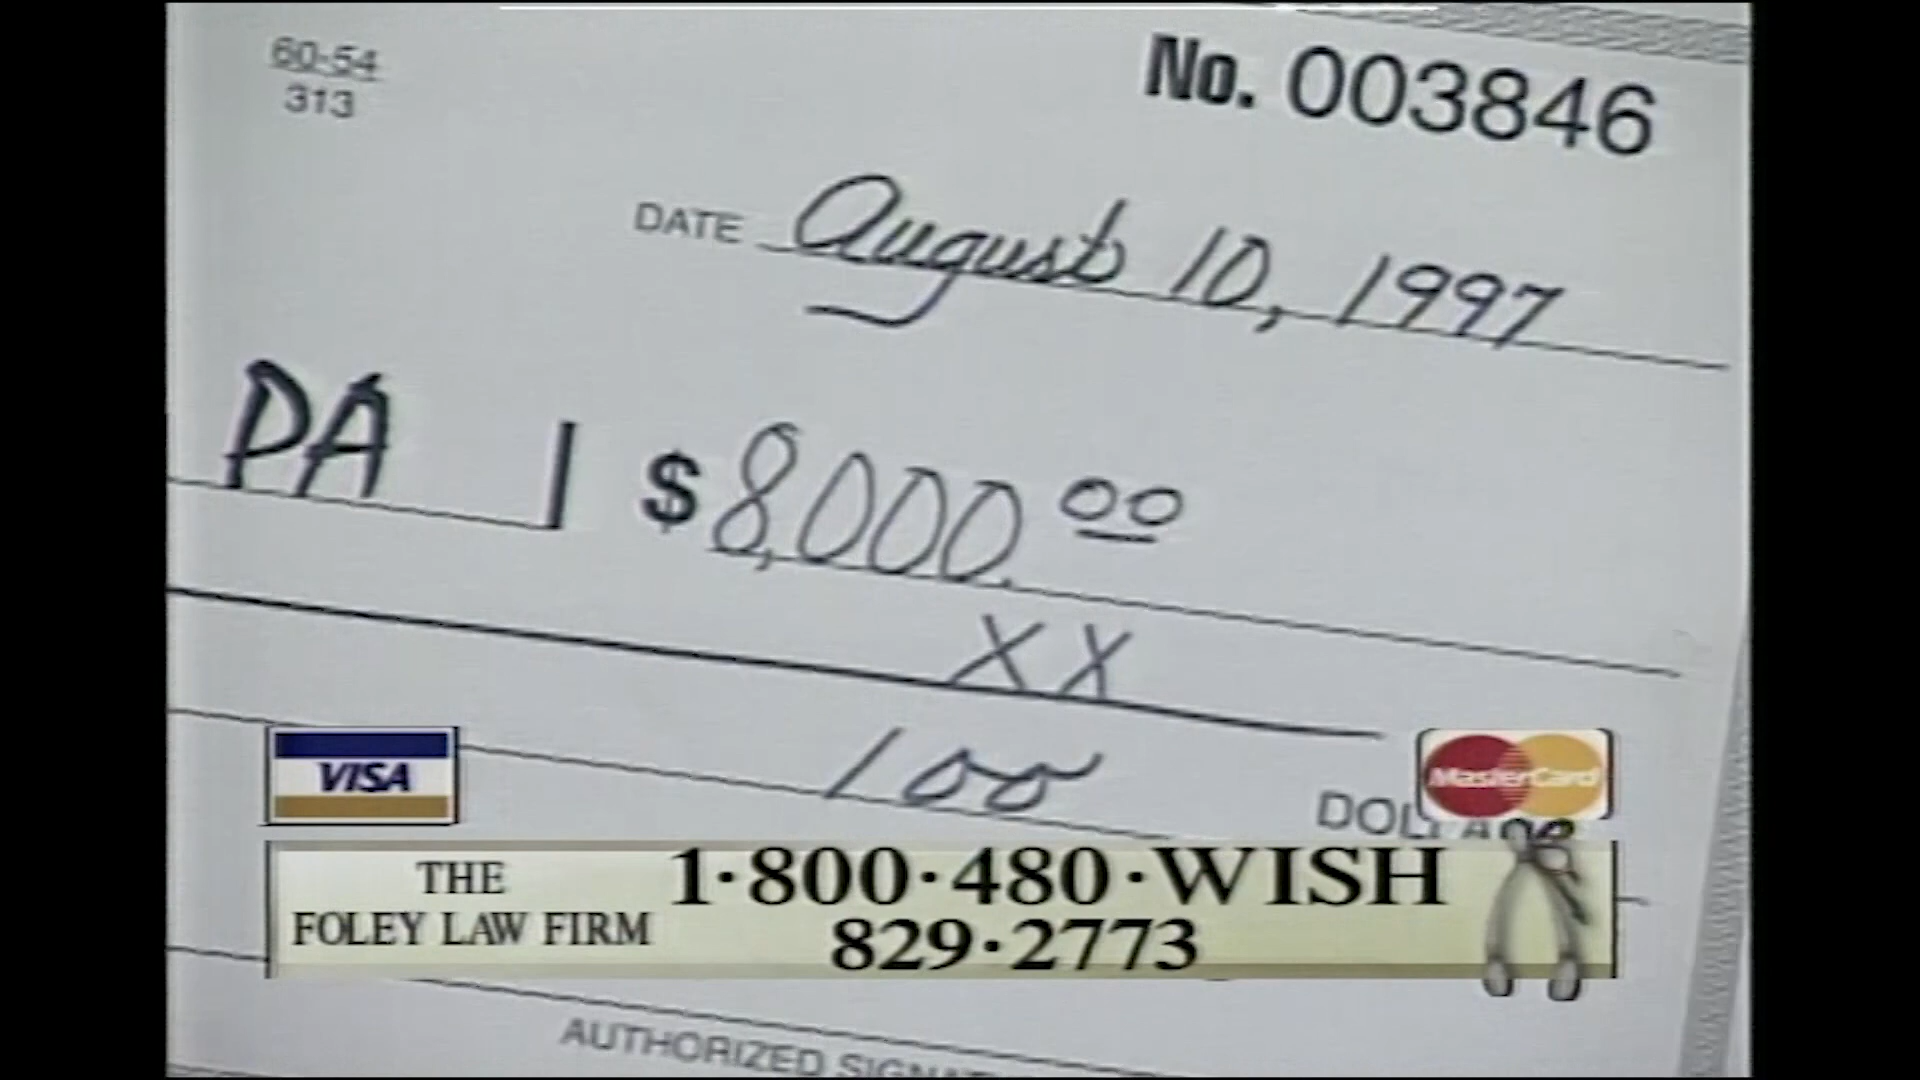 60-54
313
No. 003846
DATE August 10, 1997
PA $8,000.00
XX
100
VISA
MasterCard
THE
FOLEY LAW FIRM
1·800·480·WISH
829·2773
AUTHORIZED